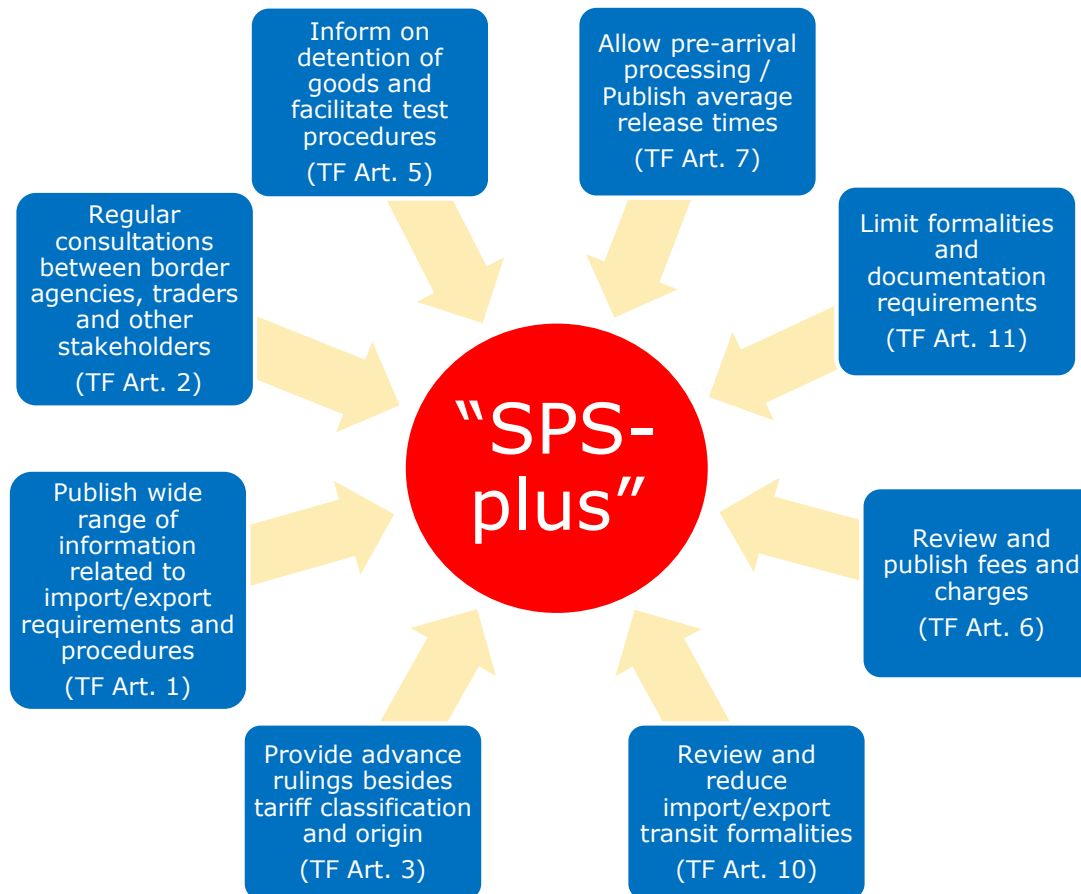 Inform on
detention of
goods and
facilitate test
procedures
(TF Art. 5)
Allow pre-arrival
processing /
Publish average
release times
(TF Art. 7)
Regular
consultations
between border
agencies, traders
and other
stakeholders
(TF Art. 2)
Limit formalities
and
documentation
requirements
(TF Art. 11)
“SPS-
plus”
Publish wide
range of
information
related to
import/export
requirements and
procedures
(TF Art. 1)
Review and
publish fees and
charges
(TF Art. 6)
Provide advance
rulings besides
tariff classification
and origin
(TF Art. 3)
Review and
reduce
import/export
transit formalities
(TF Art. 10)